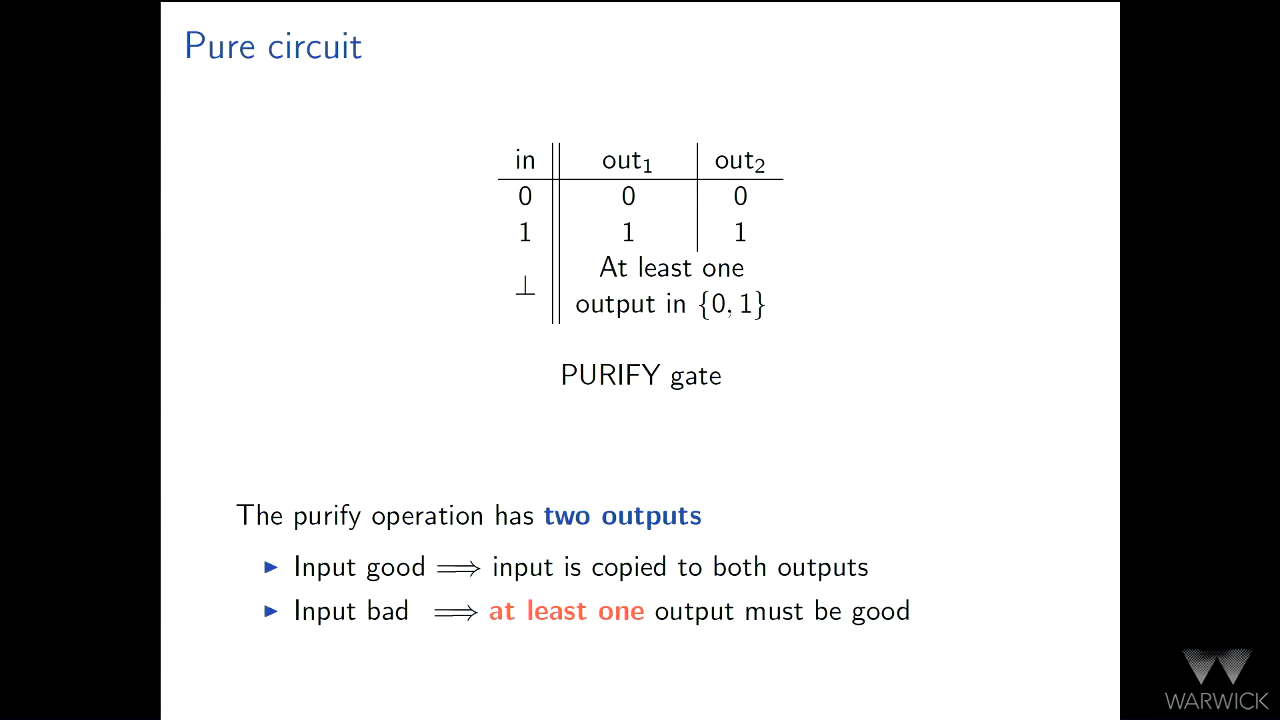 Pure circuit
in out₁ out₂
0 0 0
1 1 1
⊥ At least one
output in {0, 1}
PURIFY gate
The purify operation has two outputs
▶ Input good ⟹ input is copied to both outputs
▶ Input bad ⟹ at least one output must be good
WARWICK